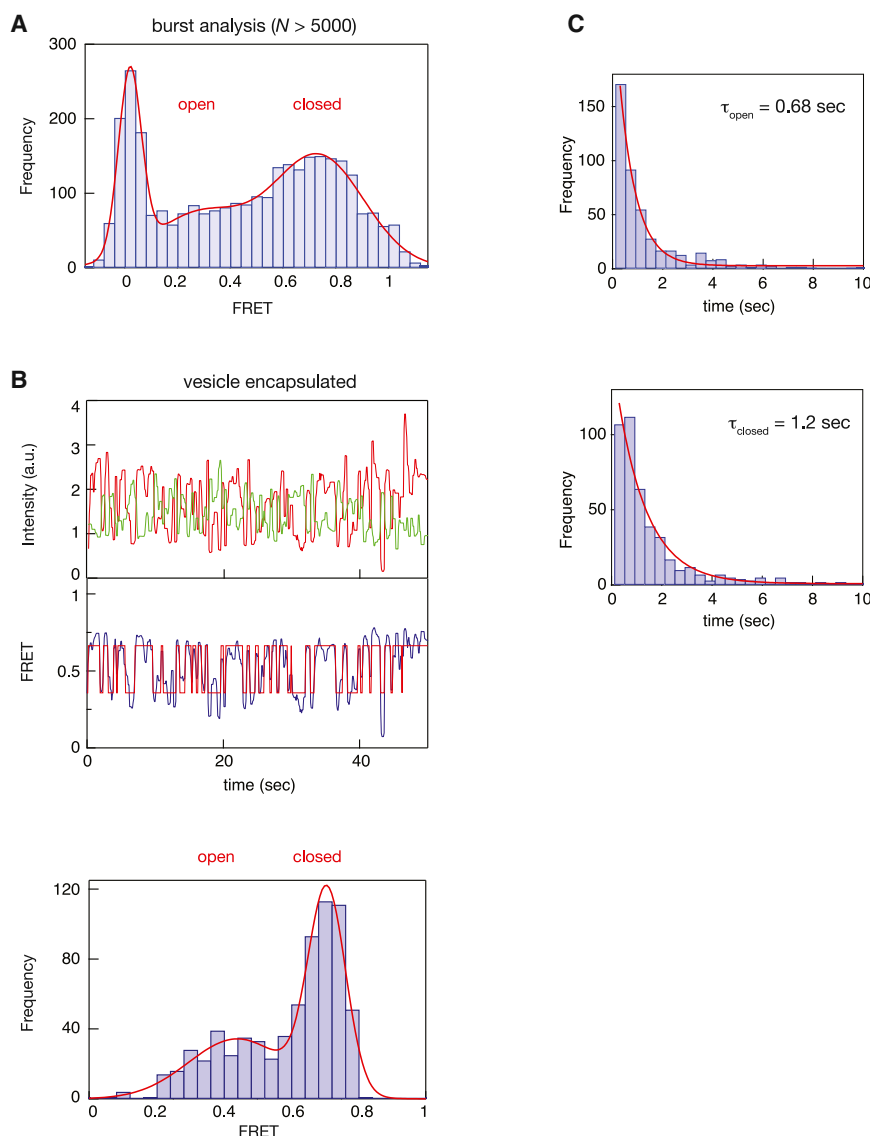 A
burst analysis (N > 5000)
300
200
100
0
Frequency
open
closed
0
0.2
0.4
0.6
0.8
1
FRET
B
vesicle encapsulated
4
3
2
1
0
Intensity (a.u.)
1
0.5
0
FRET
0
20
40
time (sec)
open
closed
120
80
40
0
Frequency
0
0.2
0.4
0.6
0.8
1
FRET
C
150
100
50
0
Frequency
τopen = 0.68 sec
0
2
4
6
8
10
time (sec)
100
50
0
Frequency
τclosed = 1.2 sec
0
2
4
6
8
10
time (sec)